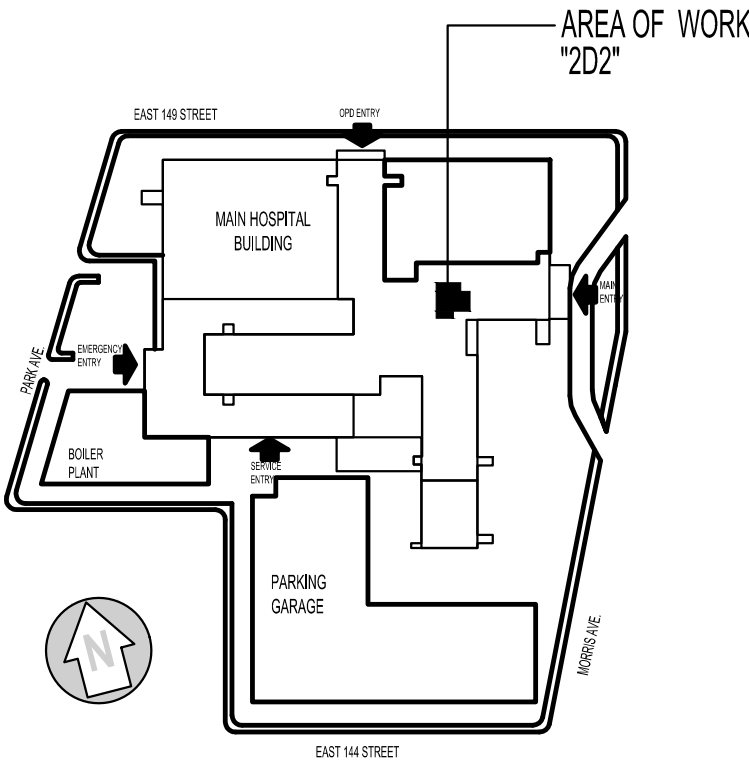 AREA OF WORK
"2D2"
EAST 149 STREET
OPD ENTRY
MAIN HOSPITAL
BUILDING
MAIN
ENTRY
EMERGENCY
ENTRY
PARK AVE.
BOILER
PLANT
SERVICE
ENTRY
PARKING
GARAGE
N
MORRIS AVE.
EAST 144 STREET